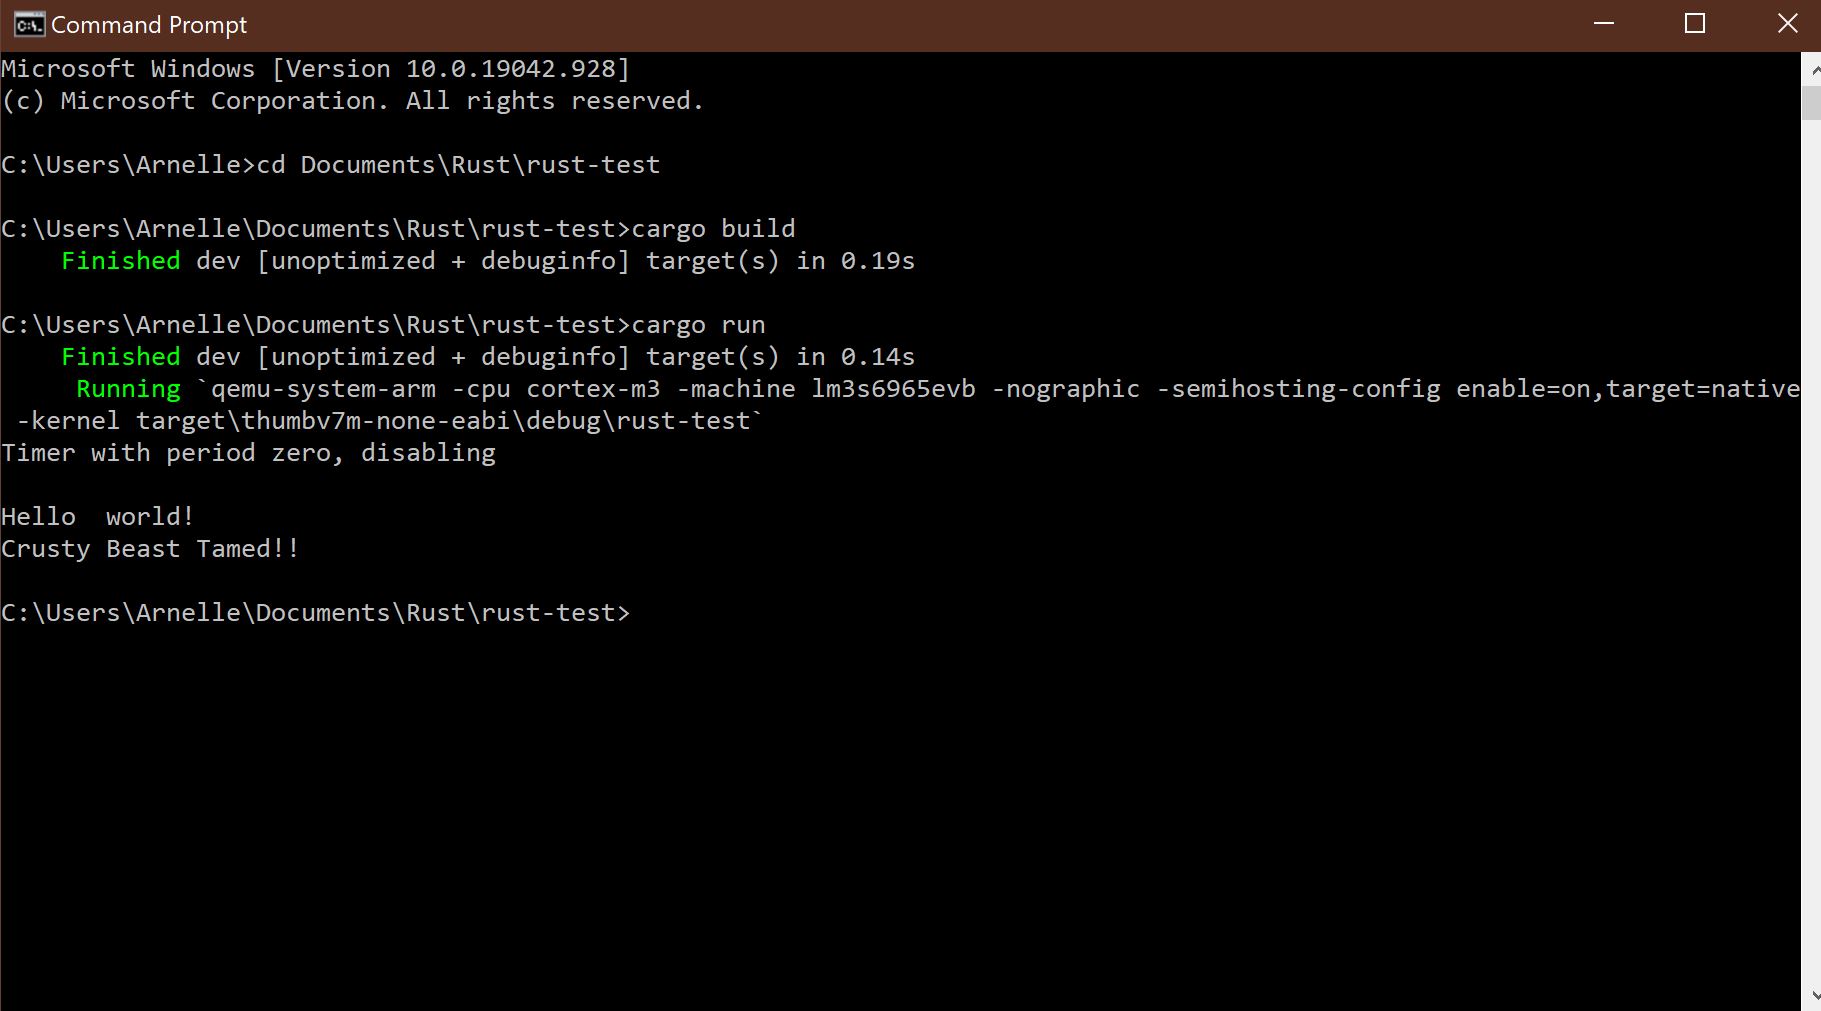 Command Prompt
Microsoft Windows [Version 10.0.19042.928]
(c) Microsoft Corporation. All rights reserved.
C:\Users\Arnelle>cd Documents\Rust\rust-test
C:\Users\Arnelle\Documents\Rust\rust-test>cargo build
Finished dev [unoptimized + debuginfo] target(s) in 0.19s
C:\Users\Arnelle\Documents\Rust\rust-test>cargo run
Finished dev [unoptimized + debuginfo] target(s) in 0.14s
Running `qemu-system-arm -cpu cortex-m3 -machine lm3s6965evb -nographic -semihosting-config enable=on,target=native
-kernel target\thumbv7m-none-eabi\debug\rust-test`
Timer with period zero, disabling
Hello  world!
Crusty Beast Tamed!!
C:\Users\Arnelle\Documents\Rust\rust-test>